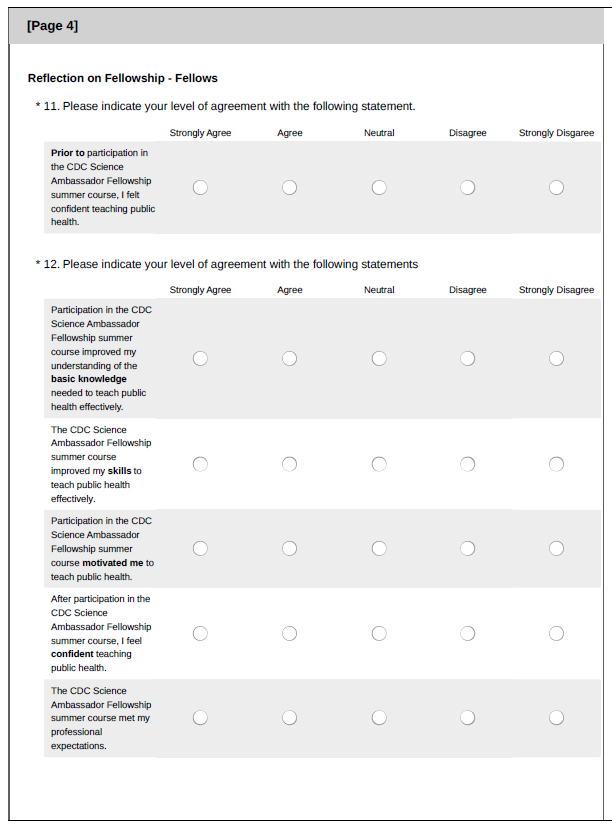 [Page 4]
Reflection on Fellowship - Fellows
* 11. Please indicate your level of agreement with the following statement.
Strongly Agree Agree Neutral Disagree Strongly Disgaree
Prior to participation in
the CDC Science
Ambassador Fellowship
summer course, I felt
confident teaching public
health.
* 12. Please indicate your level of agreement with the following statements
Strongly Agree Agree Neutral Disagree Strongly Disagree
Participation in the CDC
Science Ambassador
Fellowship summer
course improved my
understanding of the
basic knowledge
needed to teach public
health effectively.
The CDC Science
Ambassador Fellowship
summer course
improved my skills to
teach public health
effectively.
Participation in the CDC
Science Ambassador
Fellowship summer
course motivated me to
teach public health.
After participation in the
CDC Science
Ambassador Fellowship
summer course, I feel
confident teaching
public health.
The CDC Science
Ambassador Fellowship
summer course met my
professional
expectations.